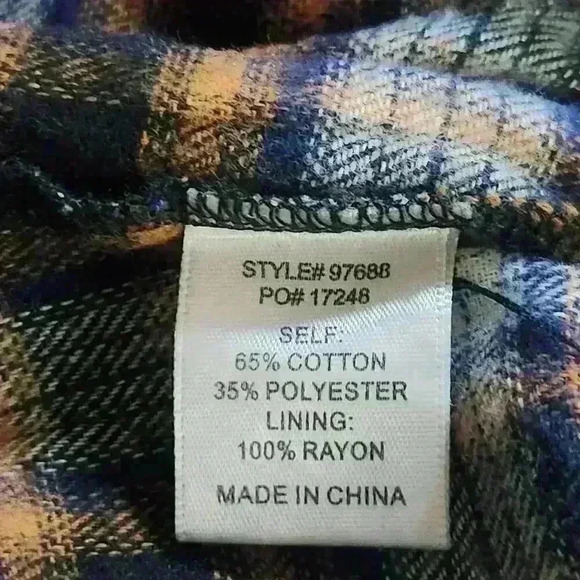 STYLE# 97688
PO# 17248
SELF:
65% COTTON
35% POLYESTER
LINING:
100% RAYON
MADE IN CHINA